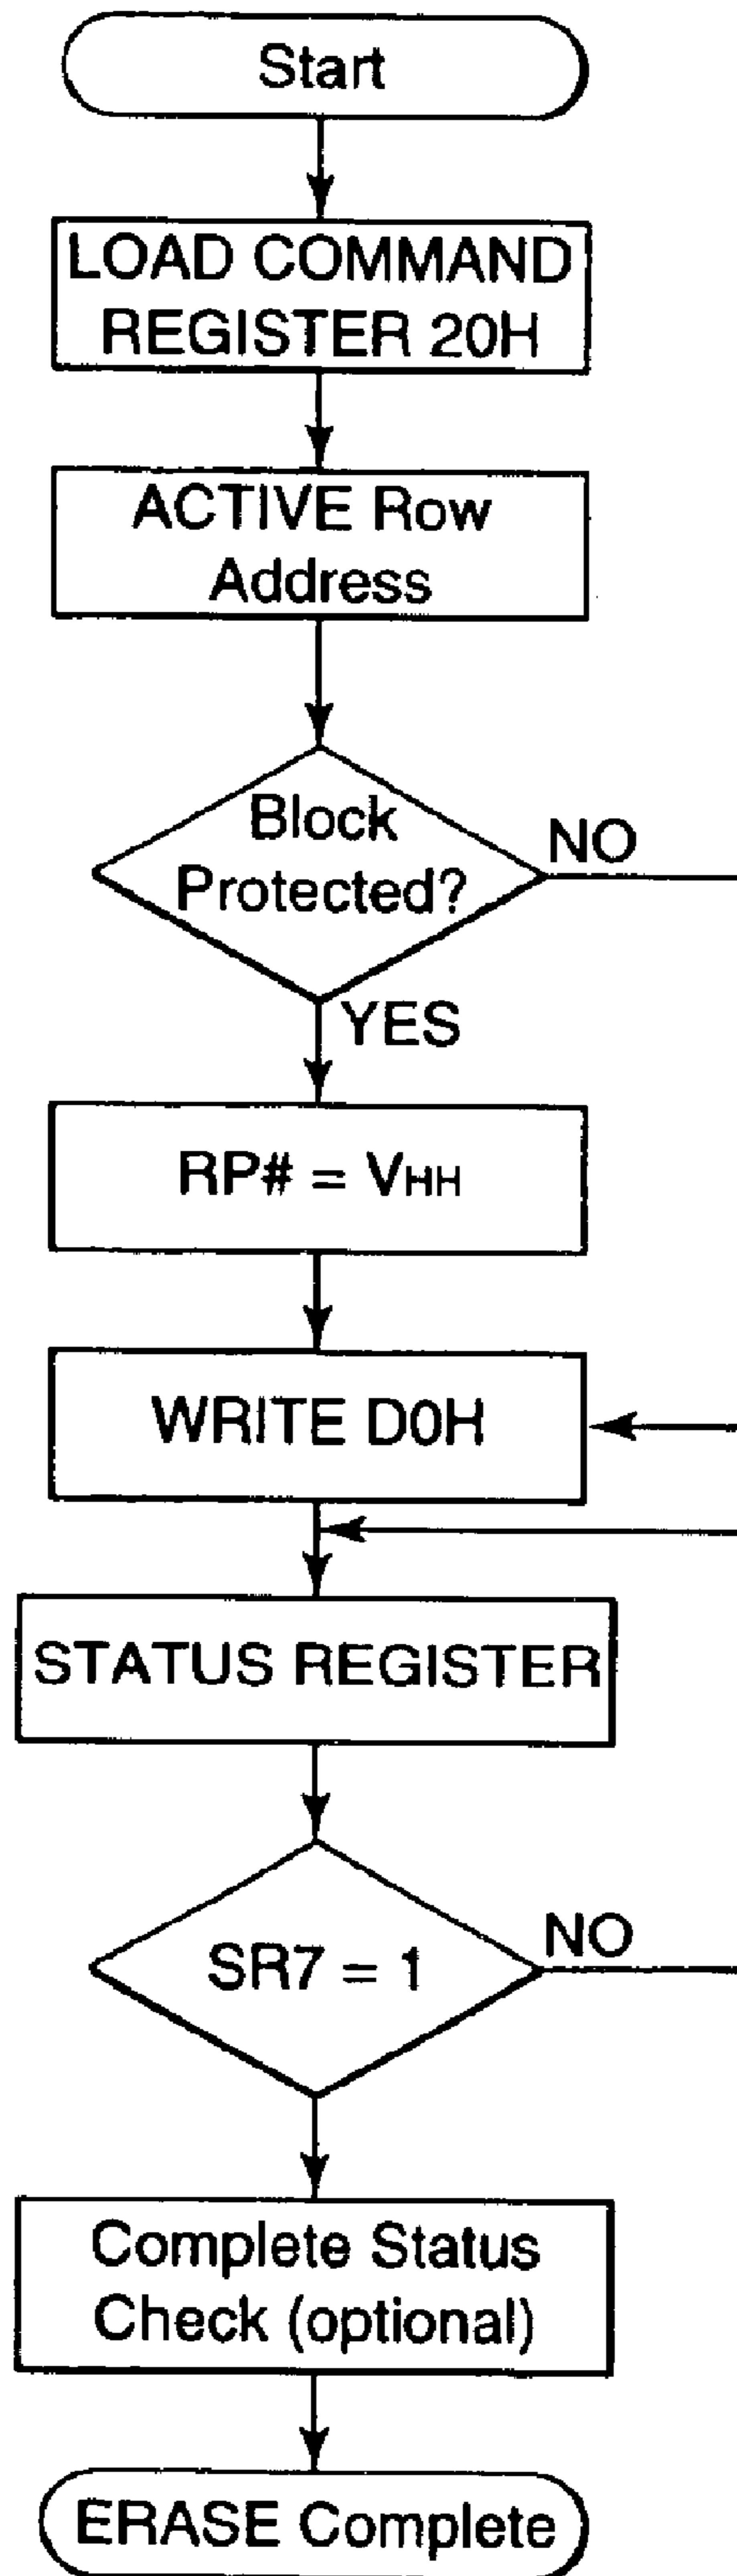 Start
LOAD COMMAND
REGISTER 20H
ACTIVE Row
Address
Block
Protected?
NO
YES
RP# = VHH
WRITE D0H
STATUS REGISTER
SR7 = 1
NO
Complete Status
Check (optional)
ERASE Complete